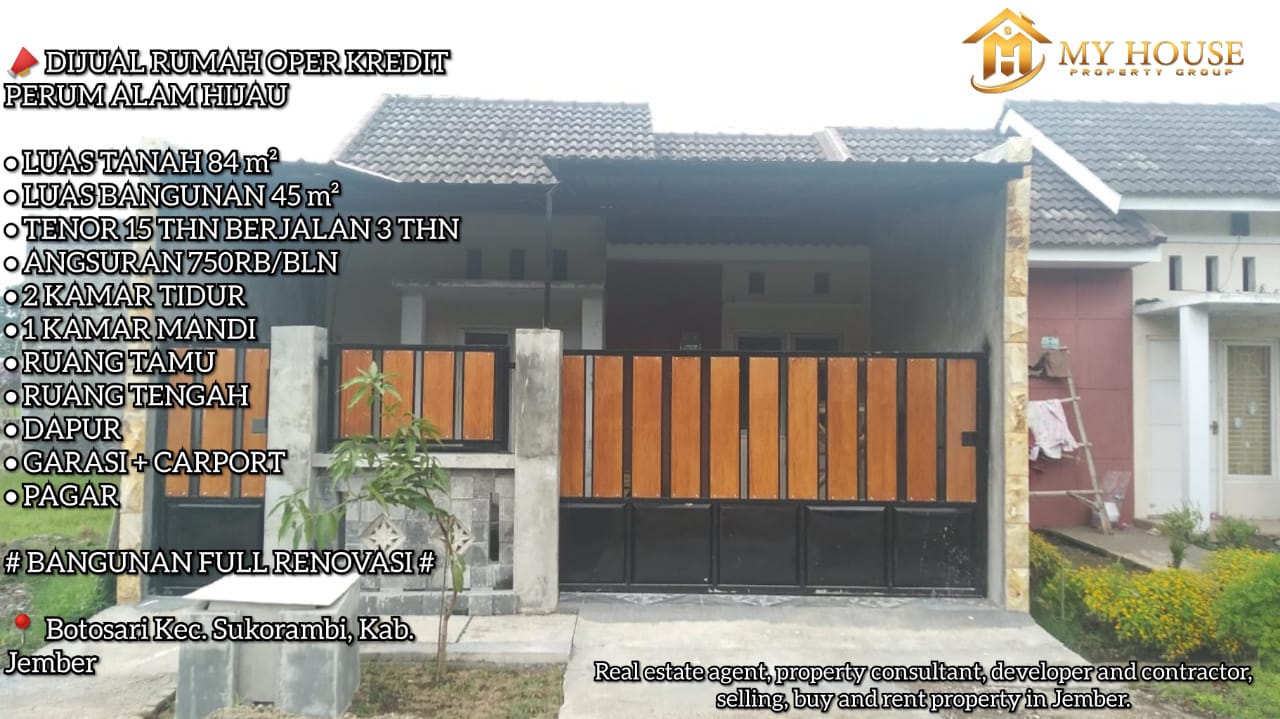 DIJUAL RUMAH OPER KREDIT
PERUM ALAM HIJAU
• LUAS TANAH 84 m²
• LUAS BANGUNAN 45 m²
• TENOR 15 THN BERJALAN 3 THN
• ANGSURAN 750RB/BLN
• 2 KAMAR TIDUR
• 1 KAMAR MANDI
• RUANG TAMU
• RUANG TENGAH
• DAPUR
• GARASI + CARPORT
• PAGAR
# BANGUNAN FULL RENOVASI #
Botosari Kec. Sukorambi, Kab.
Jember
MY HOUSE
PROPERTY GROUP
Real estate agent, property consultant, developer and contractor,
selling, buy and rent property in Jember.